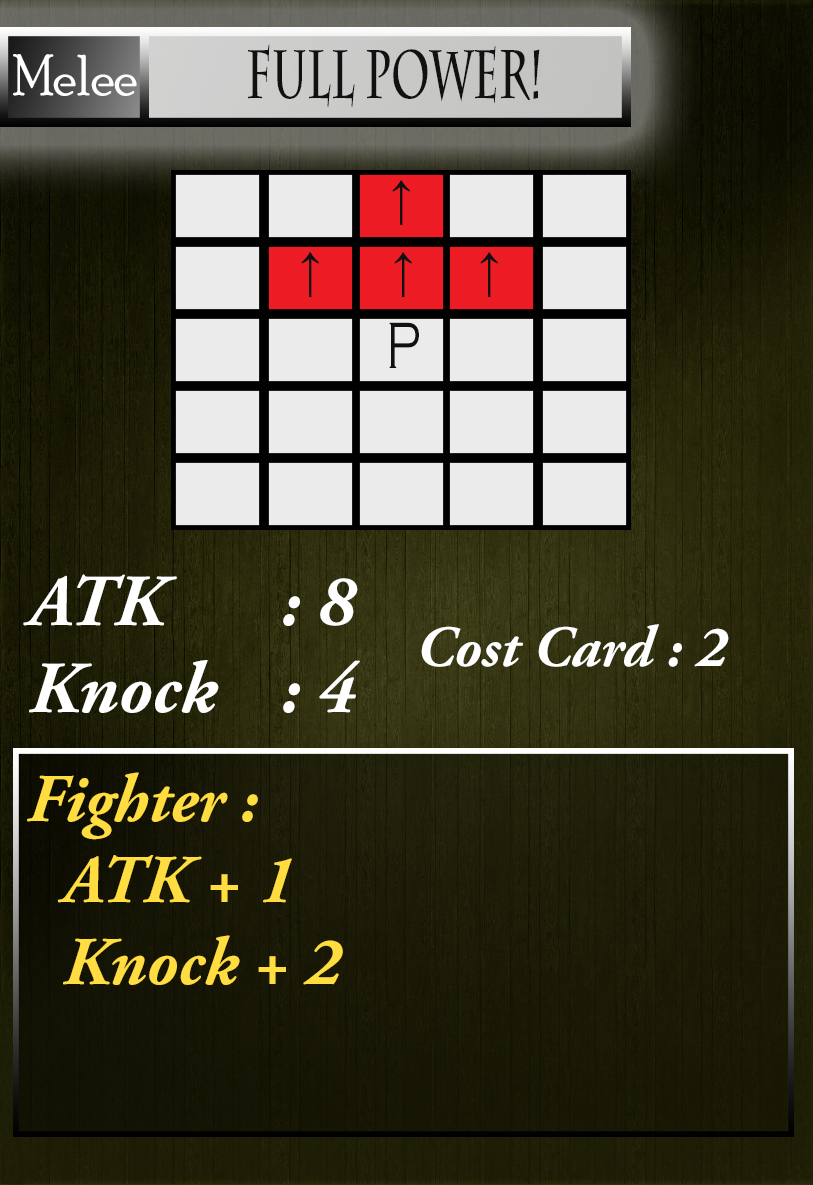 Melee FULL POWER!
↑
↑ ↑ ↑
P
ATK : 8
Knock : 4
Cost Card : 2
Fighter :
ATK + 1
Knock + 2